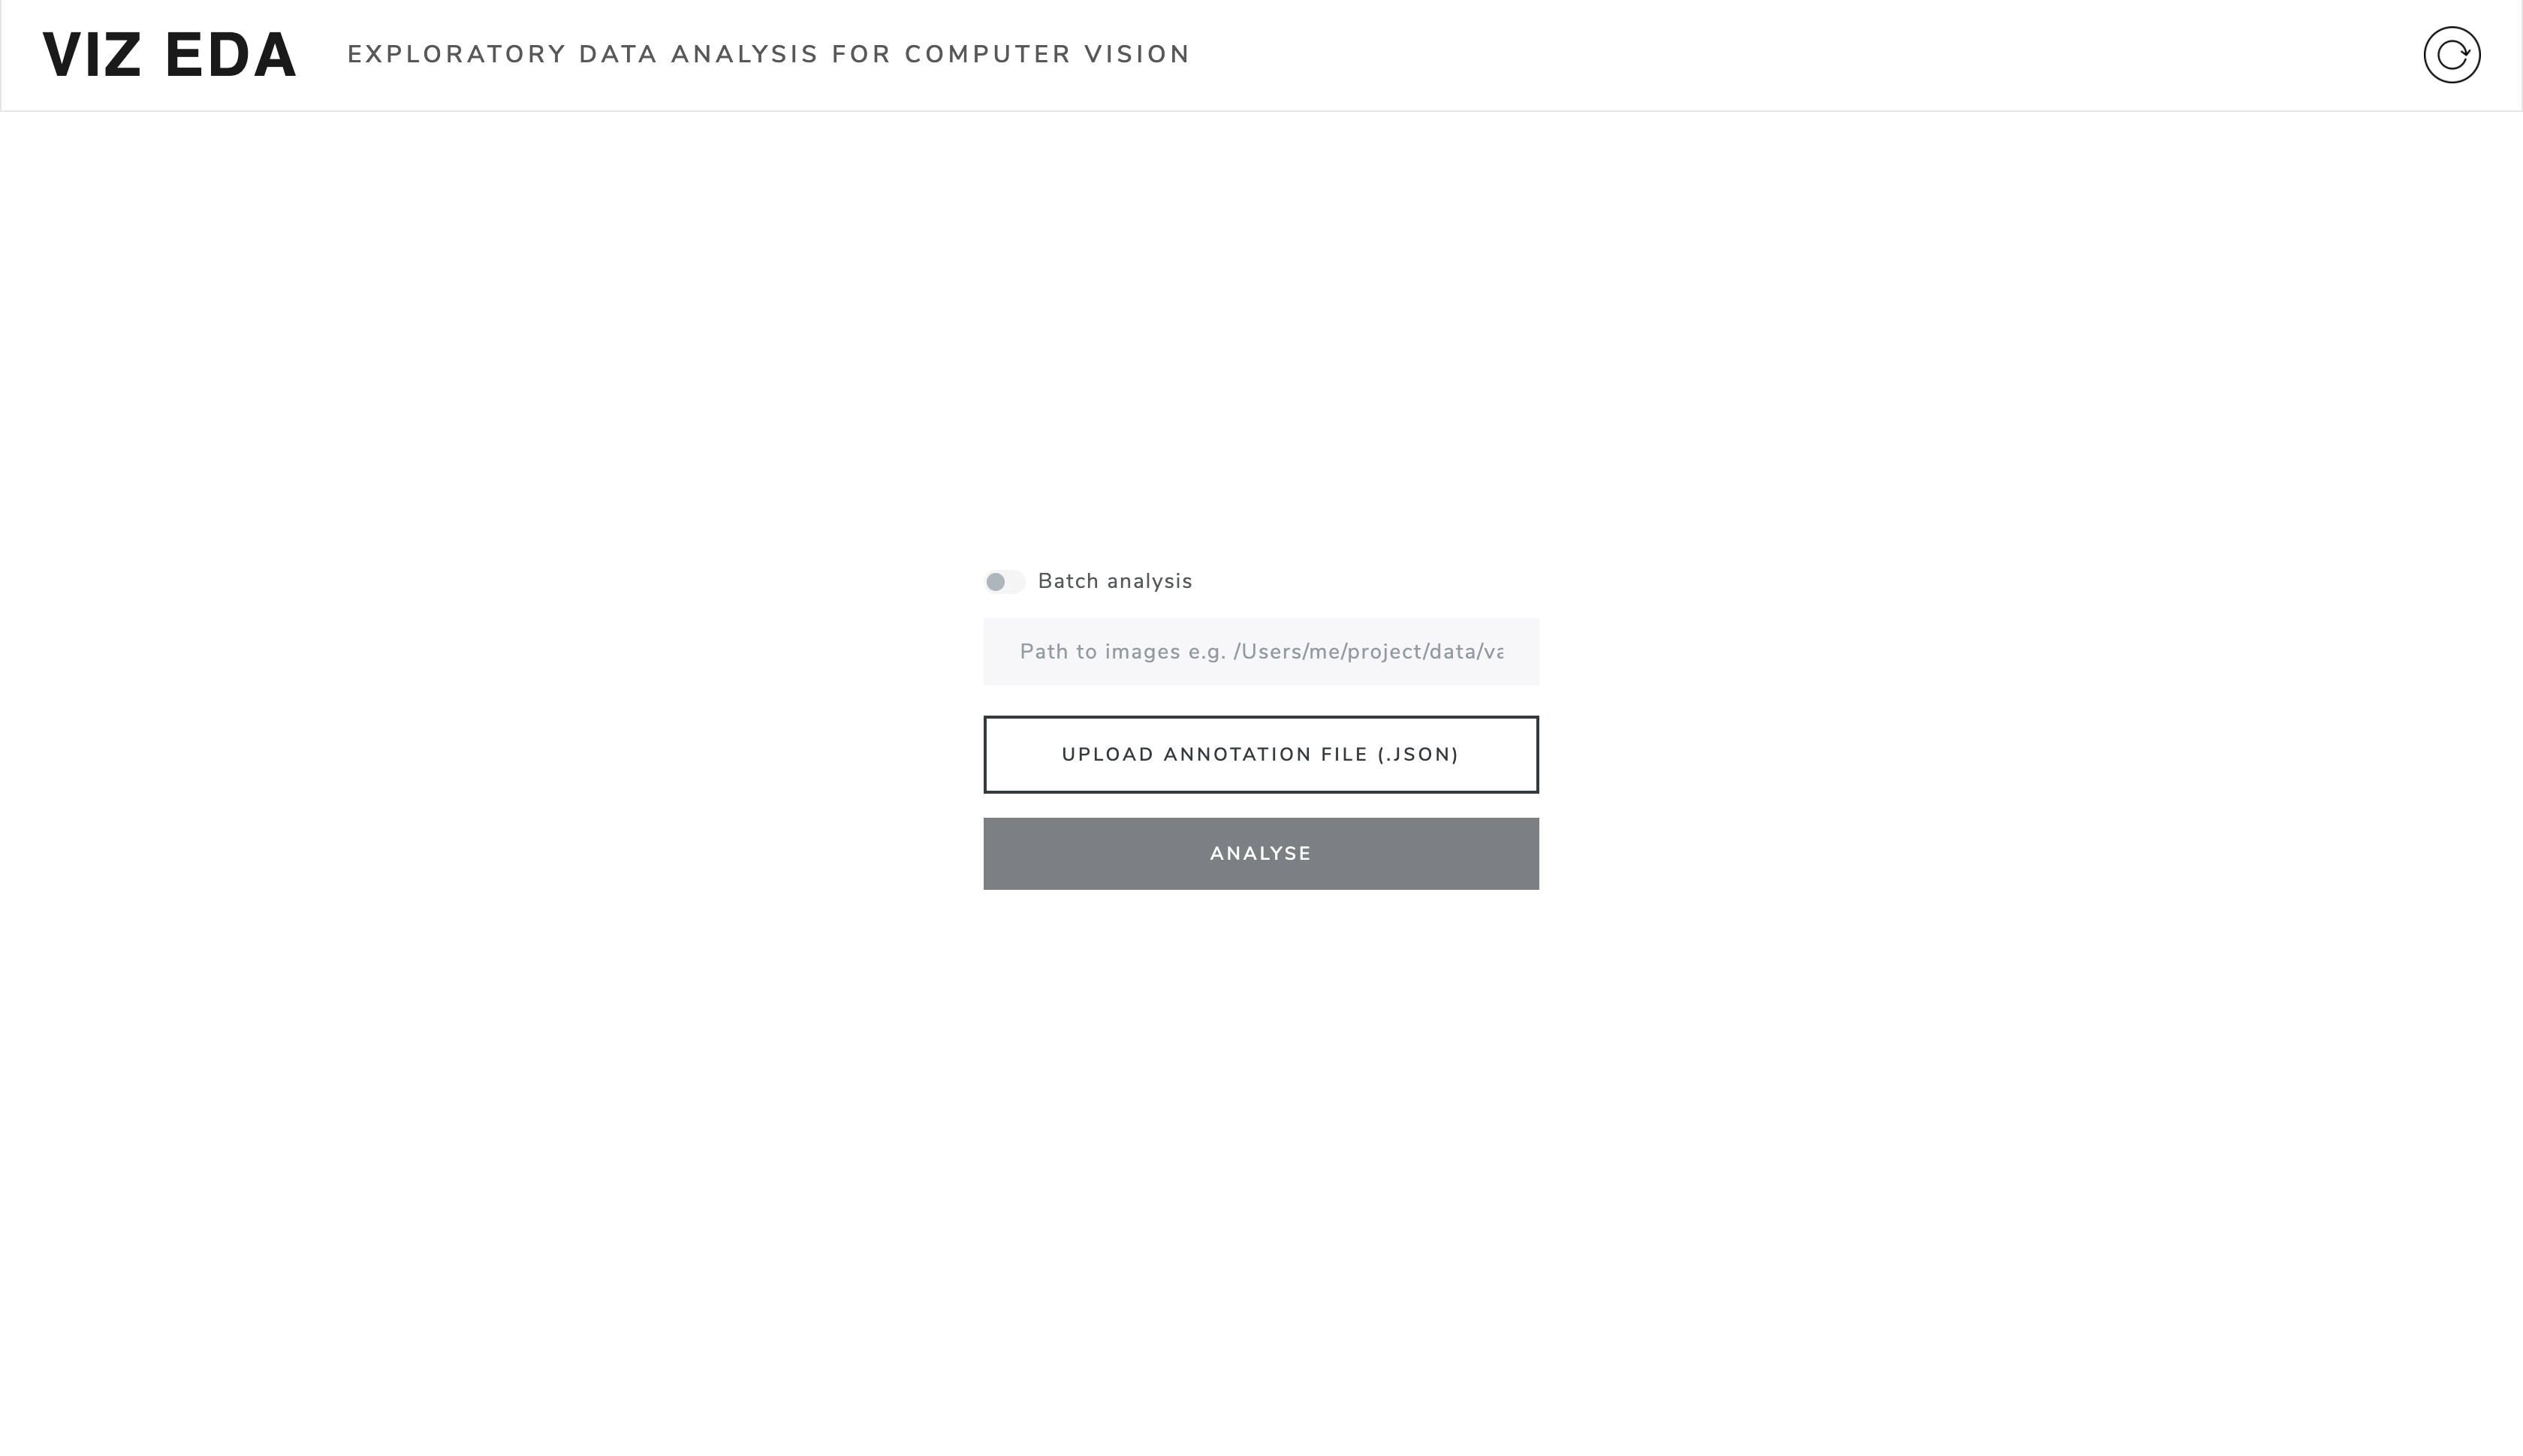 VIZ EDA EXPLORATORY DATA ANALYSIS FOR COMPUTER VISION
Batch analysis
Path to images e.g. /Users/me/project/data/va
UPLOAD ANNOTATION FILE (.JSON)
ANALYSE